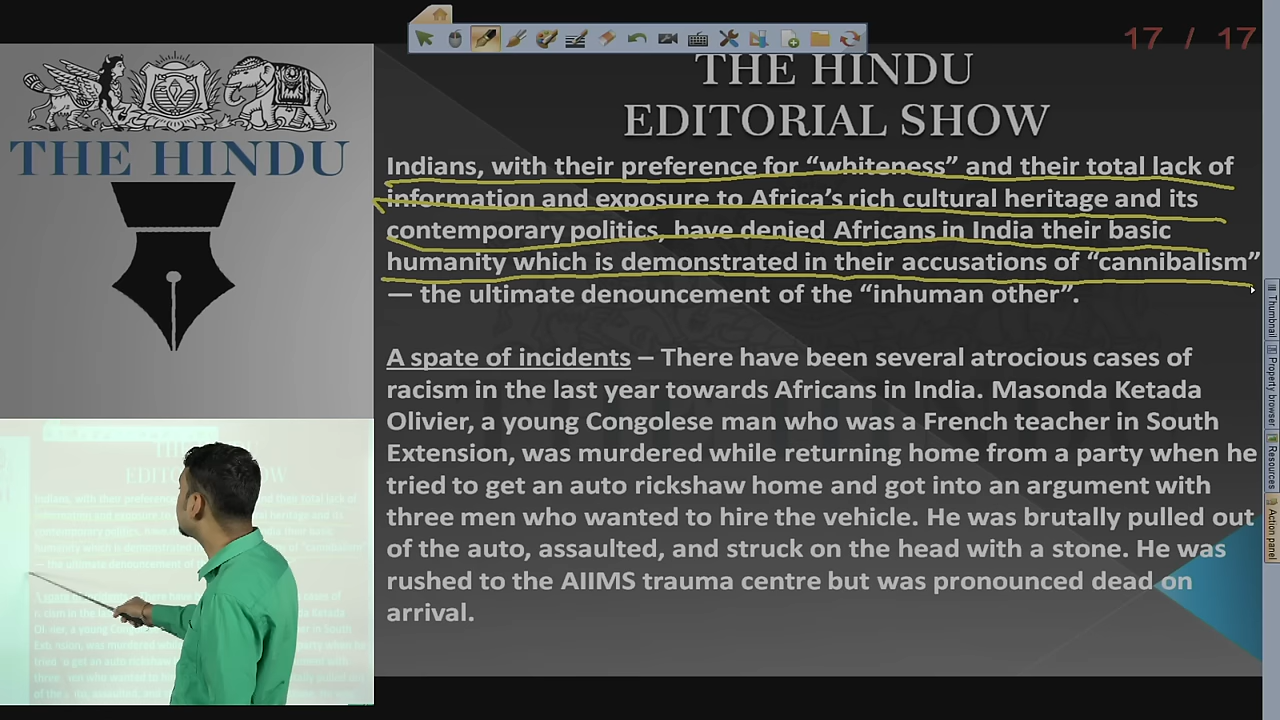 17 / 17
THE HINDU
THE HINDU
EDITORIAL SHOW
Indians, with their preference for “whiteness” and their total lack of
information and exposure to Africa’s rich cultural heritage and its
contemporary politics, have denied Africans in India their basic
humanity which is demonstrated in their accusations of “cannibalism”
— the ultimate denouncement of the “inhuman other”.
A spate of incidents – There have been several atrocious cases of
racism in the last year towards Africans in India. Masonda Ketada
Olivier, a young Congolese man who was a French teacher in South
Extension, was murdered while returning home from a party when he
tried to get an auto rickshaw home and got into an argument with
three men who wanted to hire the vehicle. He was brutally pulled out
of the auto, assaulted, and struck on the head with a stone. He was
rushed to the AIIMS trauma centre but was pronounced dead on
arrival.
Thumbnail
Property browser
Resources
Action panel